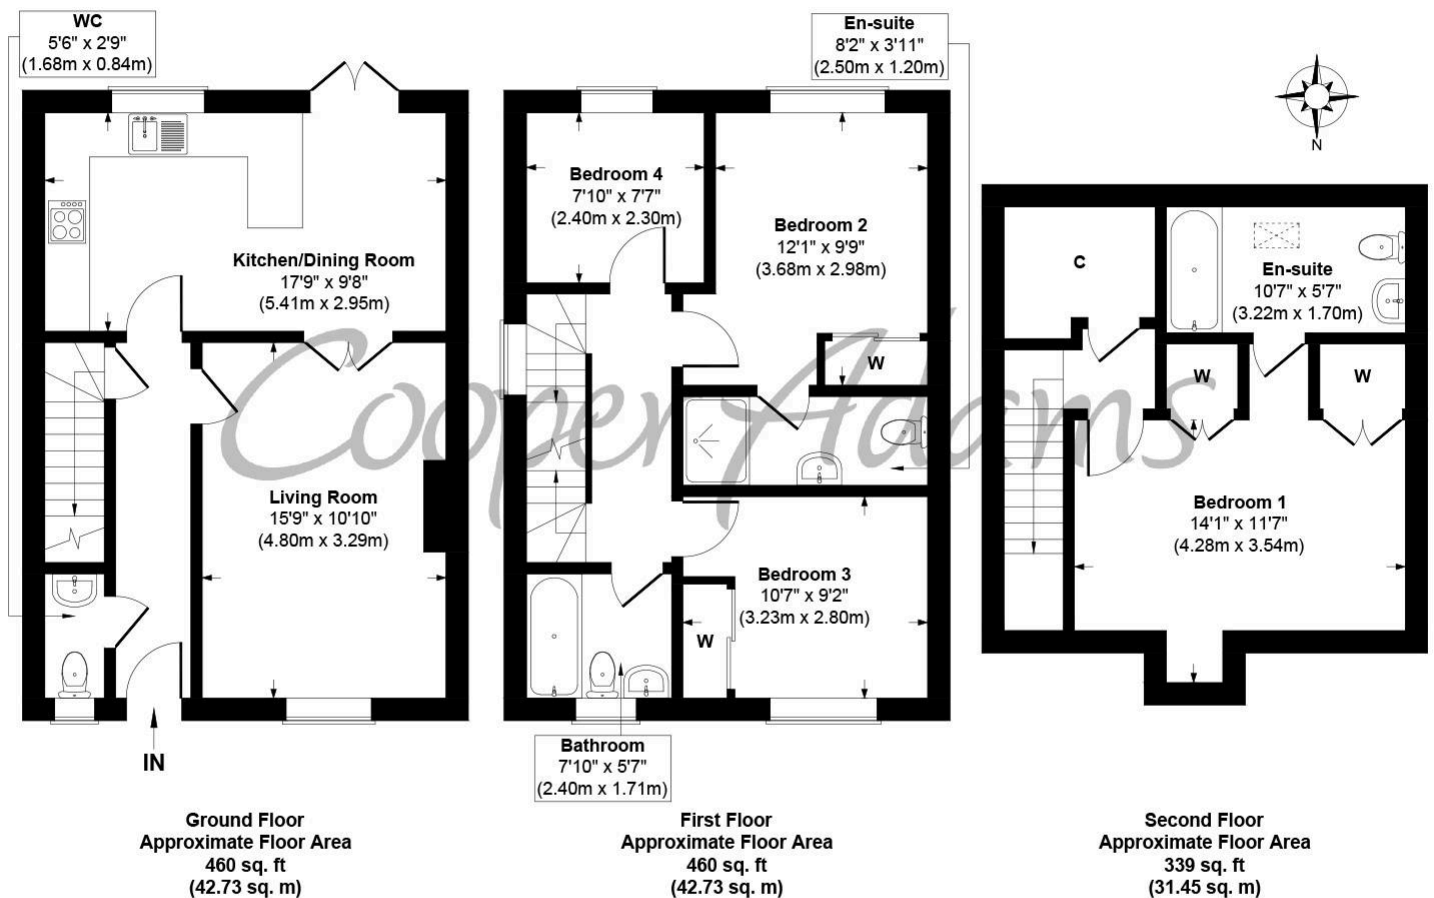 WC
5'6" x 2'9"
(1.68m x 0.84m)
Kitchen/Dining Room
17'9" x 9'8"
(5.41m x 2.95m)
Living Room
15'9" x 10'10"
(4.80m x 3.29m)
IN
Ground Floor
Approximate Floor Area
460 sq. ft
(42.73 sq. m)
En-suite
8'2" x 3'11"
(2.50m x 1.20m)
Bedroom 4
7'10" x 7'7"
(2.40m x 2.30m)
Bedroom 2
12'1" x 9'9"
(3.68m x 2.98m)
W
Bedroom 3
10'7" x 9'2"
(3.23m x 2.80m)
W
Bathroom
7'10" x 5'7"
(2.40m x 1.71m)
First Floor
Approximate Floor Area
460 sq. ft
(42.73 sq. m)
N
C
En-suite
10'7" x 5'7"
(3.22m x 1.70m)
W
W
Bedroom 1
14'1" x 11'7"
(4.28m x 3.54m)
Second Floor
Approximate Floor Area
339 sq. ft
(31.45 sq. m)
Cooper Adams